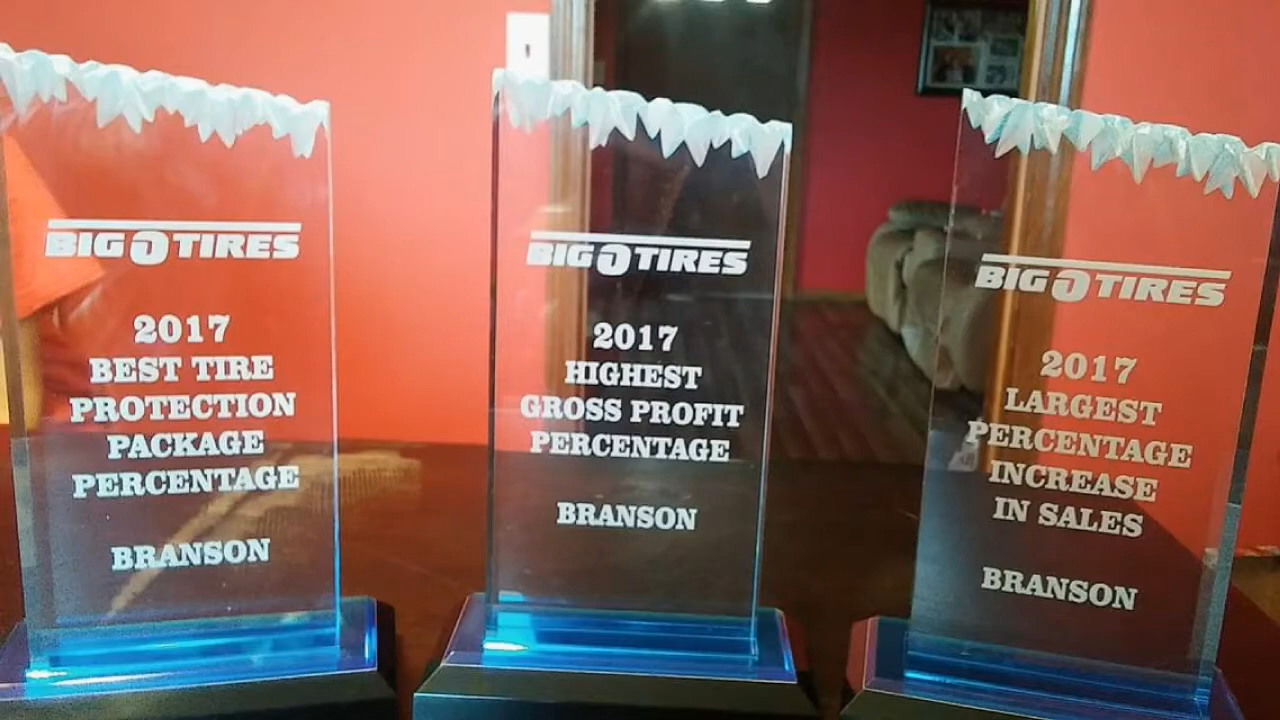 BIG O TIRES
2017
BEST TIRE
PROTECTION
PACKAGE
PERCENTAGE
BRANSON
BIG O TIRES
2017
HIGHEST
GROSS PROFIT
PERCENTAGE
BRANSON
BIG O TIRES
2017
LARGEST
PERCENTAGE
INCREASE
IN SALES
BRANSON